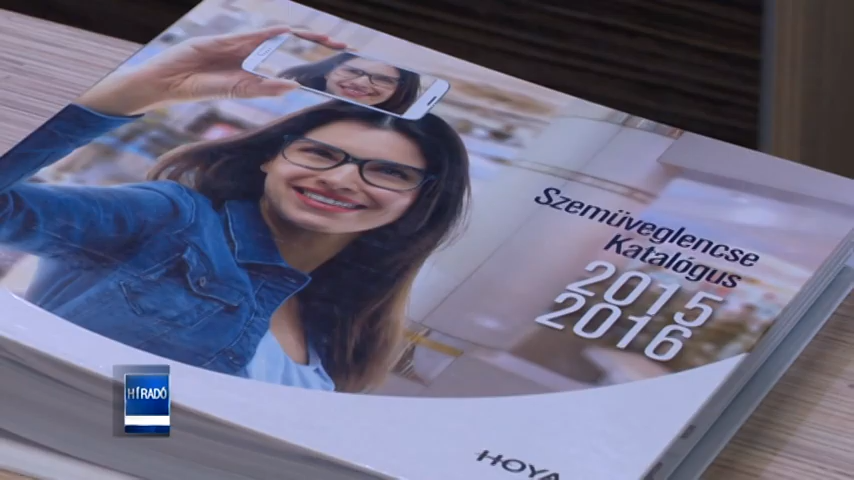 Szemüveglencse
Katalógus
2015
2016
HÍRADÓ
HOYA